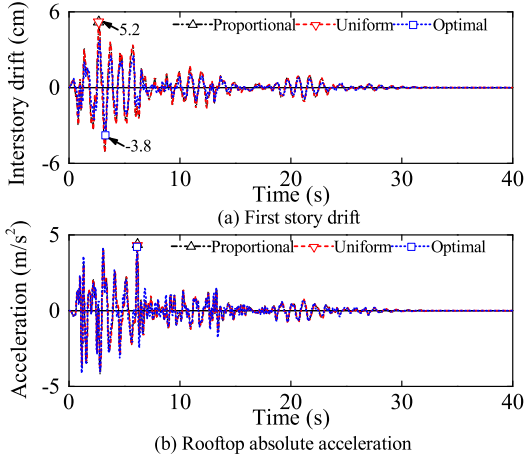 6
Proportional Uniform Optimal
5.2
Interstory drift (cm)
0
-3.8
-6
0 10 20 30 40
Time (s)
(a) First story drift
5
Proportional Uniform Optimal
Acceleration (m/s²)
0
-5
0 10 20 30 40
Time (s)
(b) Rooftop absolute acceleration